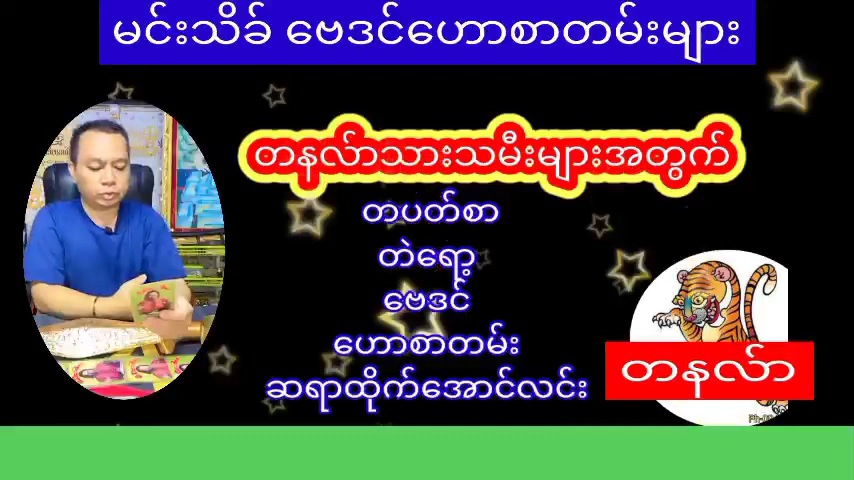 မင်းသိခ် ဗေဒင်ဟောစာတမ်းများ
တနင်္လာသားသမီးများအတွက်
တပတ်စာ
တဲရော့
ဗေဒင်
ဟောစာတမ်း
ဆရာထိုက်အောင်လင်း
တနင်္လာ